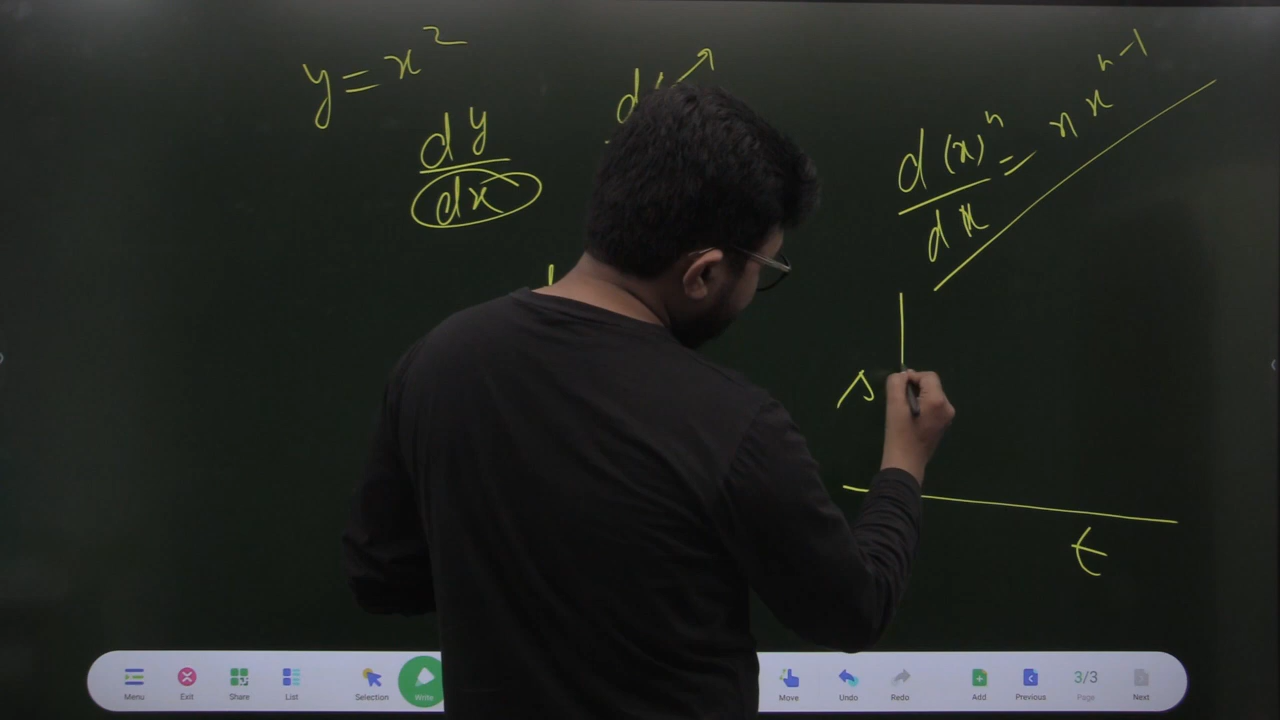 y = x²
dy
dx
d
d(x)ⁿ = n xⁿ⁻¹
dx
s
t
Menu Exit Share List Selection Write Move Undo Redo Add Previous 3/3 Page Next